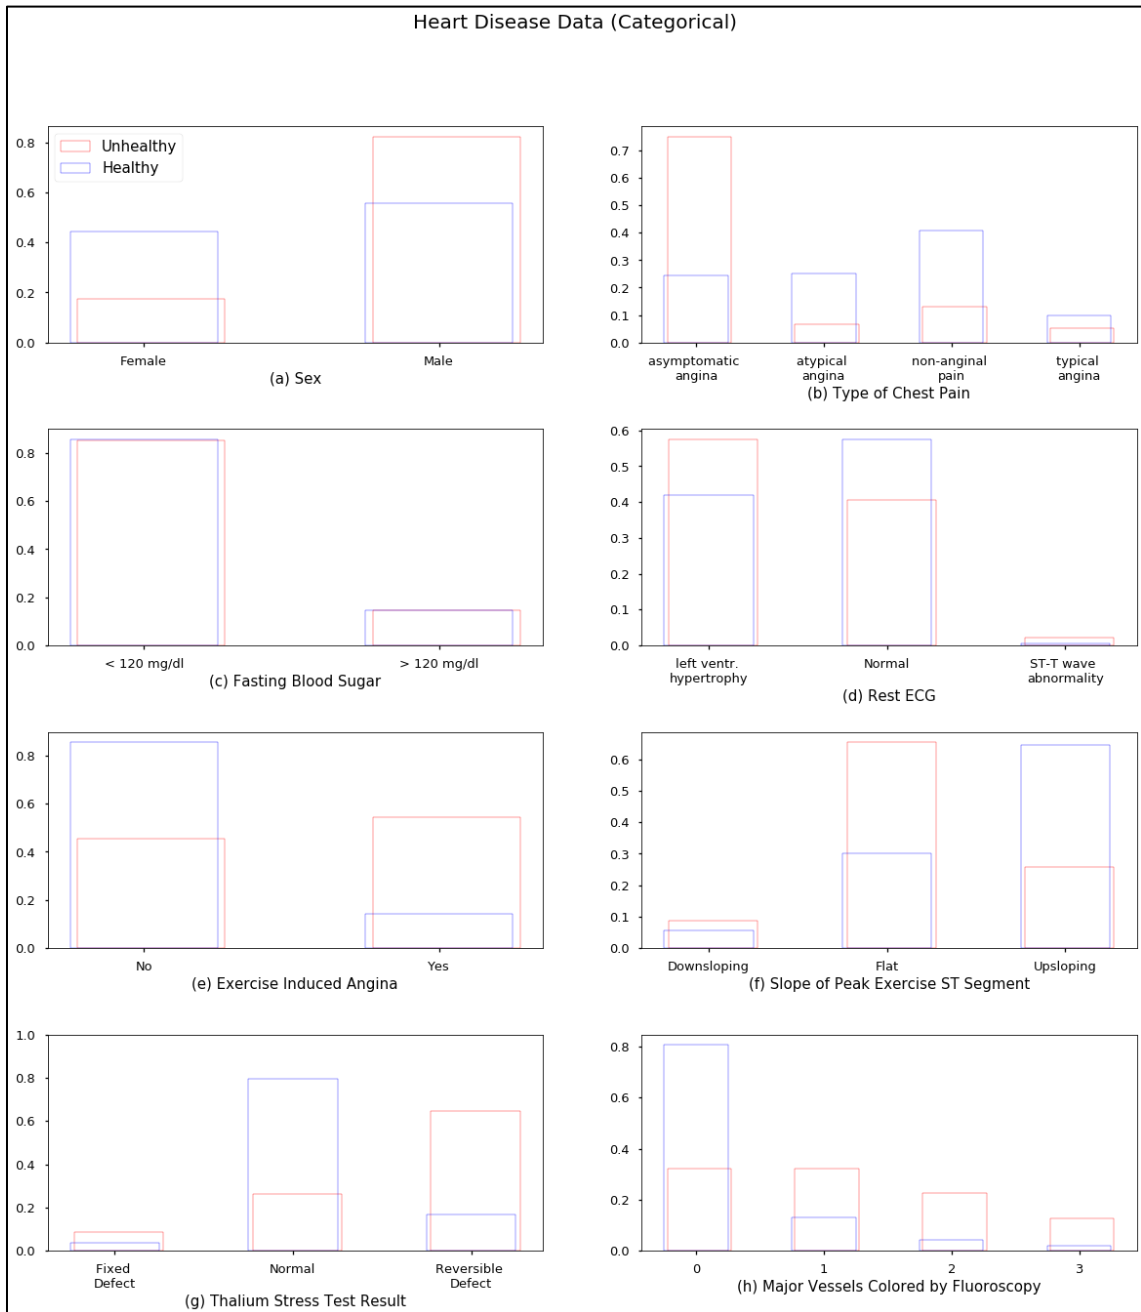 Heart Disease Data (Categorical)
0.8
0.6
0.4
0.2
0.0
Unhealthy
Healthy
Female Male
(a) Sex
0.7
0.6
0.5
0.4
0.3
0.2
0.1
0.0
asymptomatic atypical non-anginal typical
angina angina pain angina
(b) Type of Chest Pain
0.8
0.6
0.4
0.2
0.0
< 120 mg/dl > 120 mg/dl
(c) Fasting Blood Sugar
0.6
0.5
0.4
0.3
0.2
0.1
0.0
left ventr. Normal ST-T wave
hypertrophy abnormality
(d) Rest ECG
0.8
0.6
0.4
0.2
0.0
No Yes
(e) Exercise Induced Angina
0.6
0.5
0.4
0.3
0.2
0.1
0.0
Downsloping Flat Upsloping
(f) Slope of Peak Exercise ST Segment
1.0
0.8
0.6
0.4
0.2
0.0
Fixed Normal Reversible
Defect Defect
(g) Thalium Stress Test Result
0.8
0.6
0.4
0.2
0.0
0 1 2 3
(h) Major Vessels Colored by Fluoroscopy